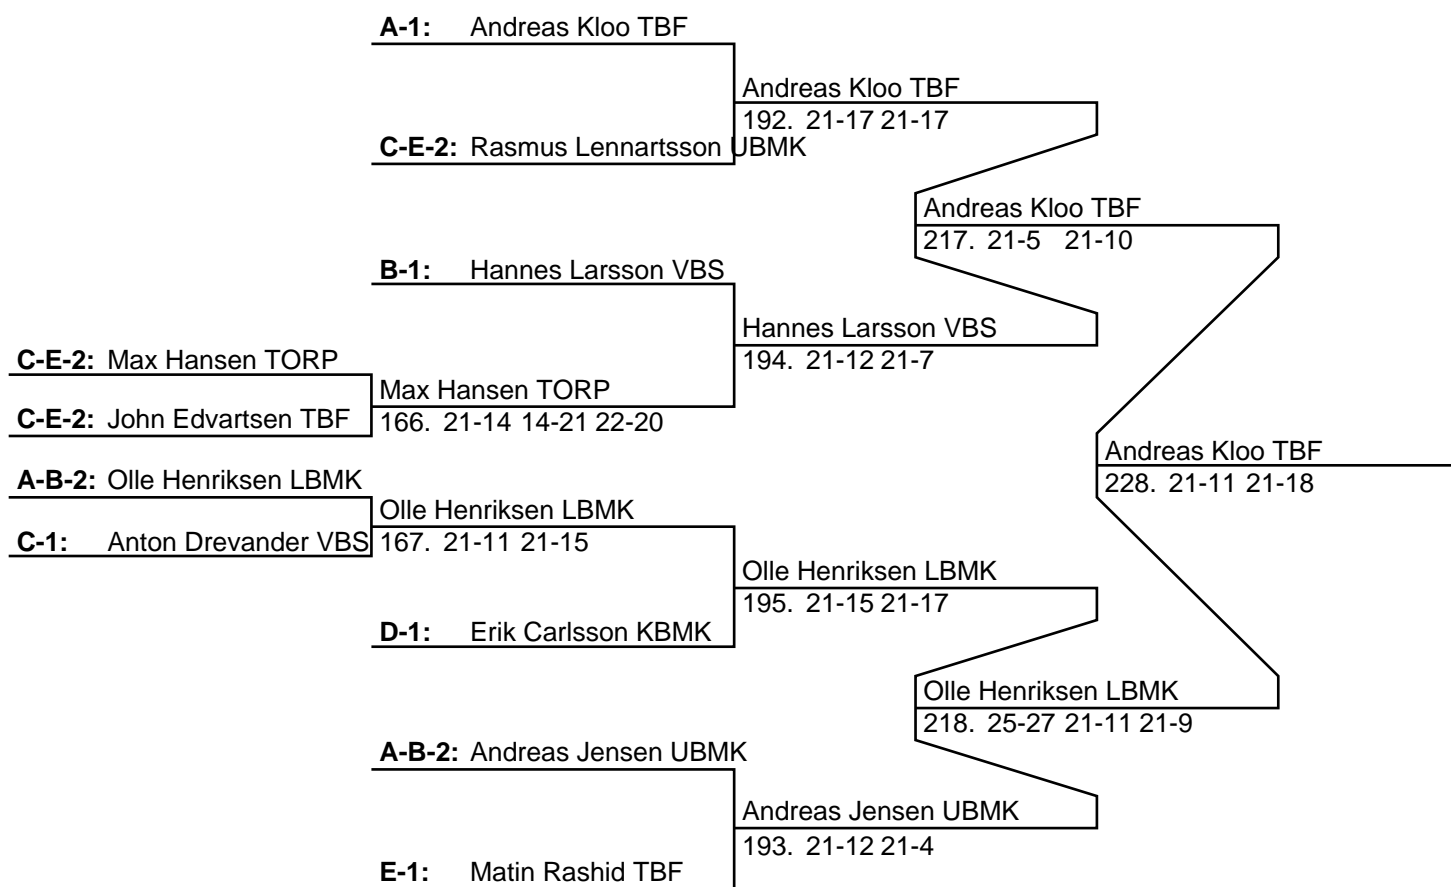 A-1: Andreas Kloo TBF
Andreas Kloo TBF
192. 21-17 21-17
C-E-2: Rasmus Lennartsson UBMK
Andreas Kloo TBF
217. 21-5 21-10
B-1: Hannes Larsson VBS
Hannes Larsson VBS
194. 21-12 21-7
C-E-2: Max Hansen TORP
Max Hansen TORP
166. 21-14 14-21 22-20
C-E-2: John Edvartsen TBF
Andreas Kloo TBF
228. 21-11 21-18
A-B-2: Olle Henriksen LBMK
Olle Henriksen LBMK
167. 21-11 21-15
C-1: Anton Drevander VBS
Olle Henriksen LBMK
195. 21-15 21-17
D-1: Erik Carlsson KBMK
Olle Henriksen LBMK
218. 25-27 21-11 21-9
A-B-2: Andreas Jensen UBMK
Andreas Jensen UBMK
193. 21-12 21-4
E-1: Matin Rashid TBF